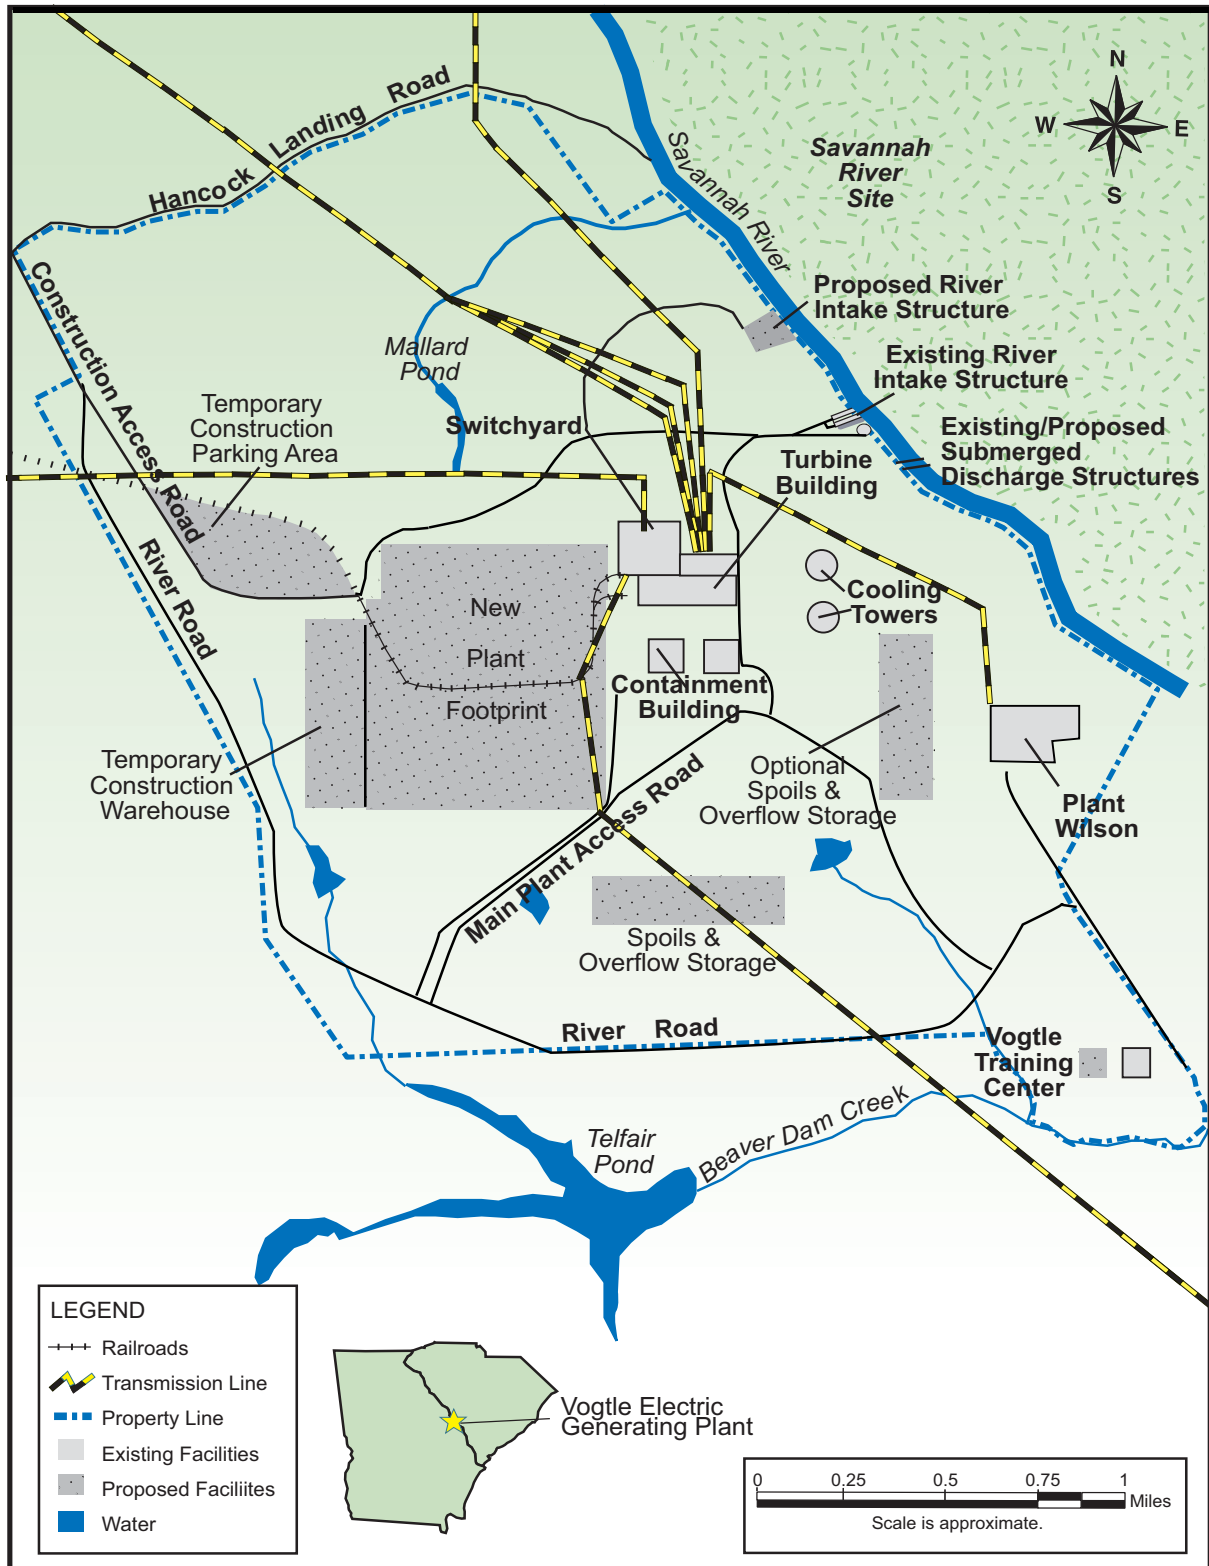 N
W
E
S
Hancock Landing Road
Savannah River
Savannah
River
Site
Construction Access Road
Proposed River
Intake Structure
Mallard
Pond
Existing River
Intake Structure
Temporary
Construction
Parking Area
Switchyard
Existing/Proposed
Submerged
Discharge Structures
Turbine
Building
River Road
Cooling
Towers
New
Plant
Footprint
Containment
Building
Temporary
Construction
Warehouse
Optional
Spoils &
Overflow Storage
Plant
Wilson
Main Plant Access Road
Spoils &
Overflow Storage
River Road
Vogtle
Training
Center
Telfair
Pond
Beaver Dam Creek
LEGEND
Railroads
Transmission Line
Property Line
Existing Facilities
Proposed Faciliites
Water
Vogtle Electric
Generating Plant
0 0.25 0.5 0.75 1
Miles
Scale is approximate.